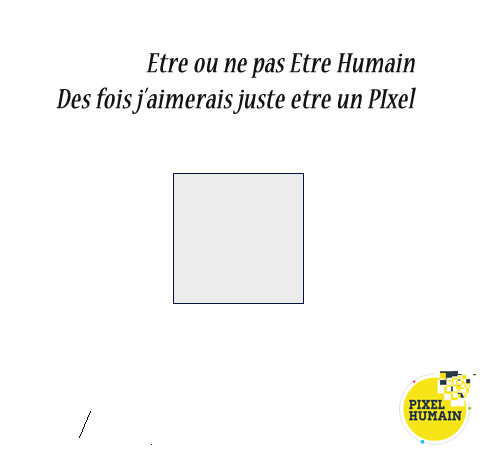 Etre ou ne pas Etre Humain
Des fois j'aimerais juste etre un PIxel
PIXEL
HUMAIN